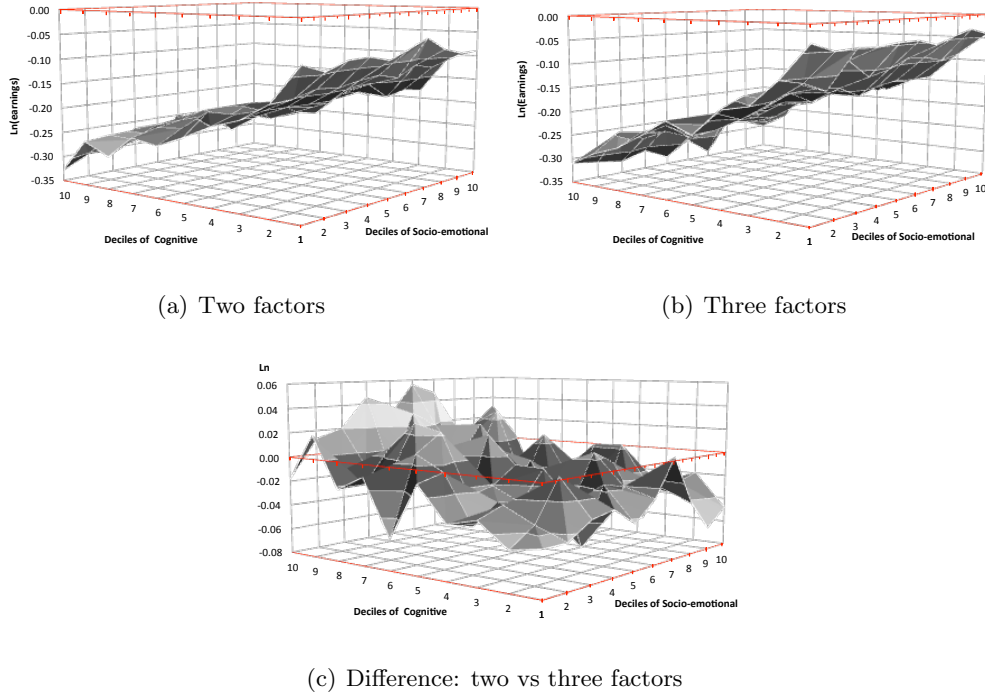 0.00
-0.05
-0.10
-0.15
-0.20
-0.25
-0.30
-0.35
Ln(earnings)
10 9 8 7 6 5 4 3 2 1
2 3 4 5 6 7 8 9 10
Deciles of Cognitive
Deciles of Socio-emotional
(a) Two factors
0.00
-0.05
-0.10
-0.15
-0.20
-0.25
-0.30
-0.35
Ln(Earnings)
10 9 8 7 6 5 4 3 2 1
2 3 4 5 6 7 8 9 10
Deciles of Cognitive
Deciles of Socio-emotional
(b) Three factors
Ln
0.06
0.04
0.02
0.00
-0.02
-0.04
-0.06
-0.08
10 9 8 7 6 5 4 3 2 1
2 3 4 5 6 7 8 9 10
Deciles of Cognitive
Deciles of Socio-emotional
(c) Difference: two vs three factors